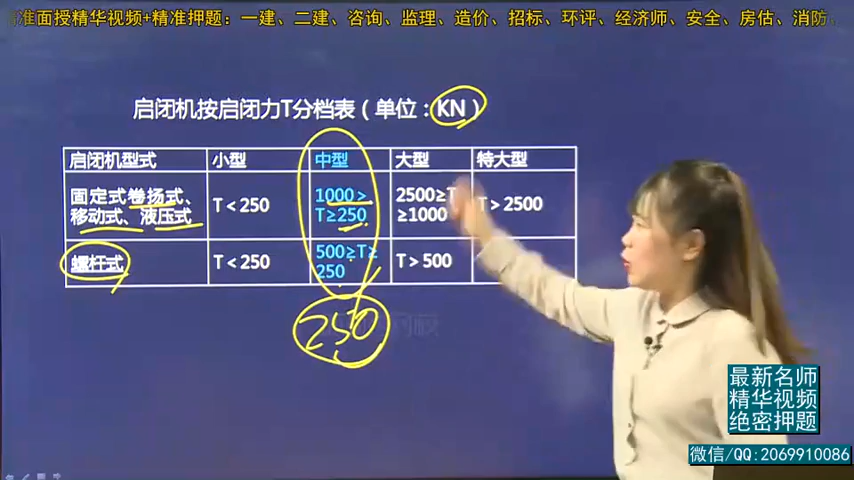 准面授精华视频+精准押题：一建、二建、咨询、监理、造价、招标、环评、经济师、安全、房估、消防
启闭机按启闭力T分档表（单位：KN）
启闭机型式 小型 中型 大型 特大型
固定式卷扬式、 T＜250 1000＞ 2500≥T T＞2500
移动式、液压式 T≥250 ≥1000
螺杆式 T＜250 500≥T≥ T＞500
250
250
最新名师
精华视频
绝密押题
微信/QQ:2069910086